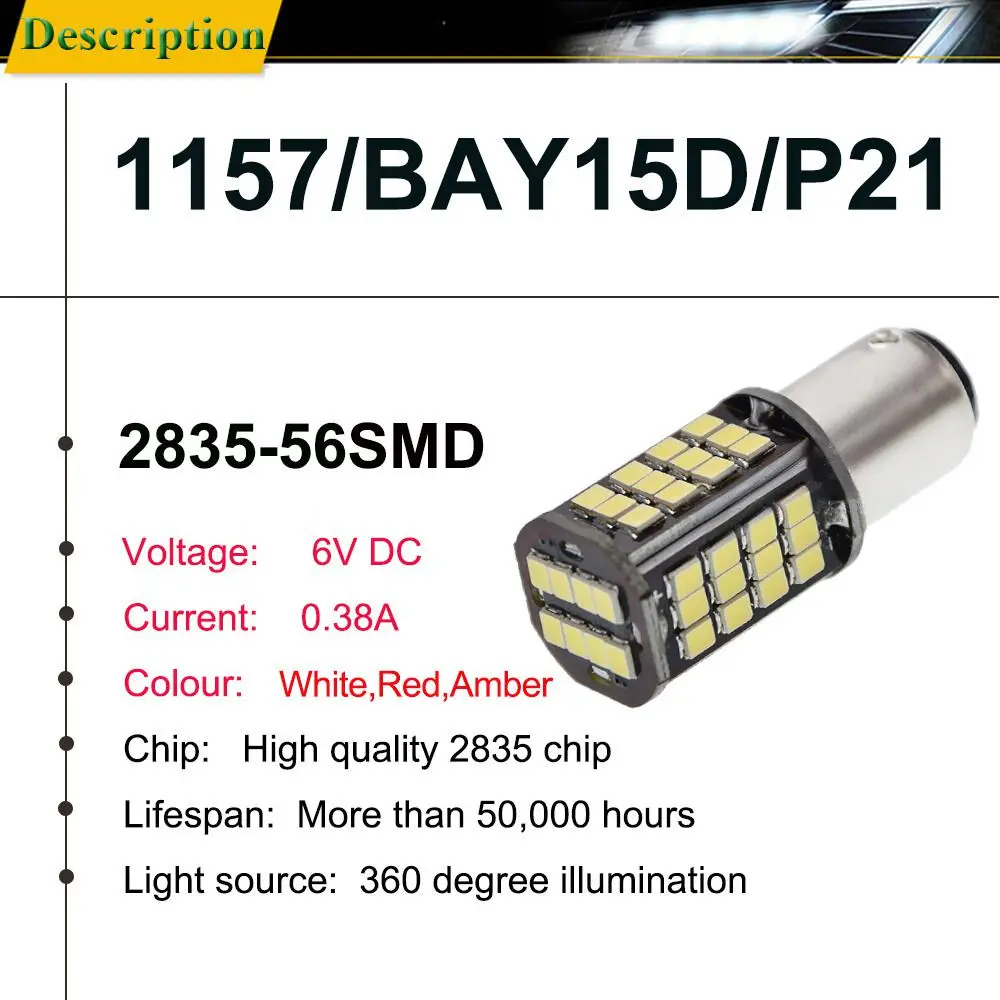 Description
1157/BAY15D/P21
2835-56SMD
Voltage: 6V DC
Current: 0.38A
Colour: White,Red,Amber
Chip: High quality 2835 chip
Lifespan: More than 50,000 hours
Light source: 360 degree illumination